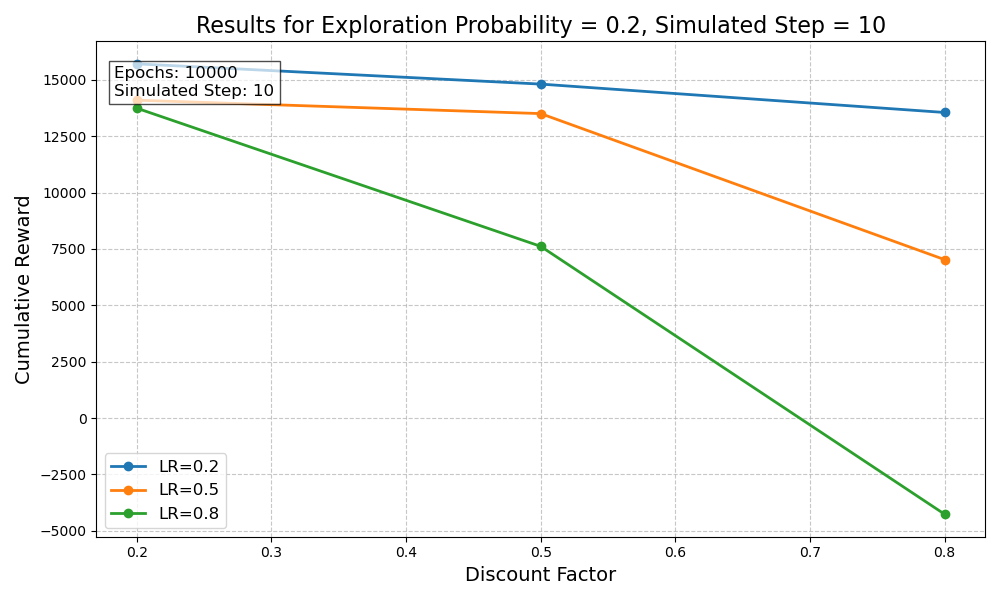 Results for Exploration Probability = 0.2, Simulated Step = 10
Epochs: 10000
Simulated Step: 10
Cumulative Reward
15000
12500
10000
7500
5000
2500
0
−2500
−5000
LR=0.2
LR=0.5
LR=0.8
0.2 0.3 0.4 0.5 0.6 0.7 0.8
Discount Factor